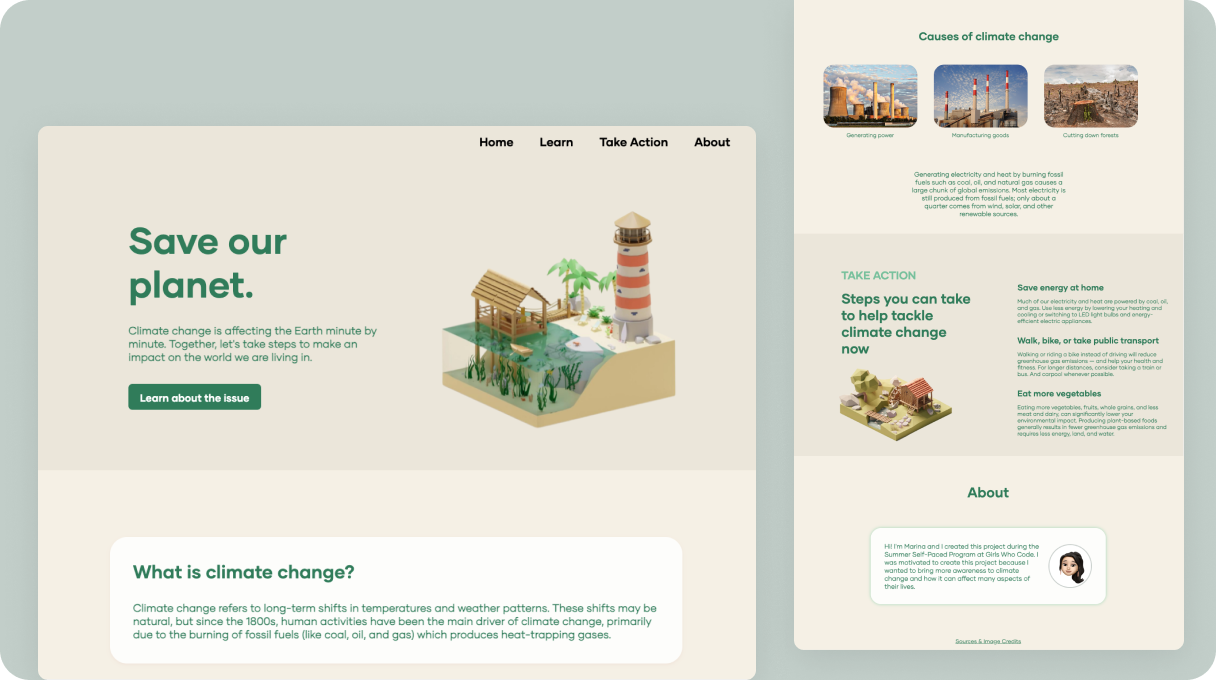 Home Learn Take Action About
Save our
planet.
Climate change is affecting the Earth minute by
minute. Together, let's take steps to make an
impact on the world we are living in.
Learn about the issue
What is climate change?
Climate change refers to long-term shifts in temperatures and weather patterns. These shifts may be
natural, but since the 1800s, human activities have been the main driver of climate change, primarily
due to the burning of fossil fuels (like coal, oil, and gas) which produces heat-trapping gases.
Causes of climate change
Generating power
Manufacturing goods
Cutting down forests
Generating electricity and heat by burning fossil
fuels such as coal, oil, and natural gas causes a
large chunk of global emissions. Most electricity is
still produced from fossil fuels; only about a
quarter comes from wind, solar, and other
renewable sources.
TAKE ACTION
Steps you can take
to help tackle
climate change
now
Save energy at home
Much of our electricity and heat are powered by coal, oil,
and gas. Use less energy by lowering your heating and
cooling or switching to LED light bulbs and energy-
efficient electric appliances.
Walk, bike, or take public transport
Walking or riding a bike instead of driving will reduce
greenhouse gas emissions — and help your health and
fitness. For longer distances, consider taking a train or
bus. And carpool whenever possible.
Eat more vegetables
Eating more vegetables, fruits, whole grains, and less
meat and dairy, can significantly lower your
environmental impact. Producing plant-based foods
generally results in fewer greenhouse gas emissions and
requires less energy, land, and water.
About
Hi! I'm Marina and I created this project during the
Summer Self-Paced Program at Girls Who Code. I
was motivated to create this project because I
wanted to bring more awareness to climate
change and how it can affect many aspects of
their lives.
Sources & Image Credits